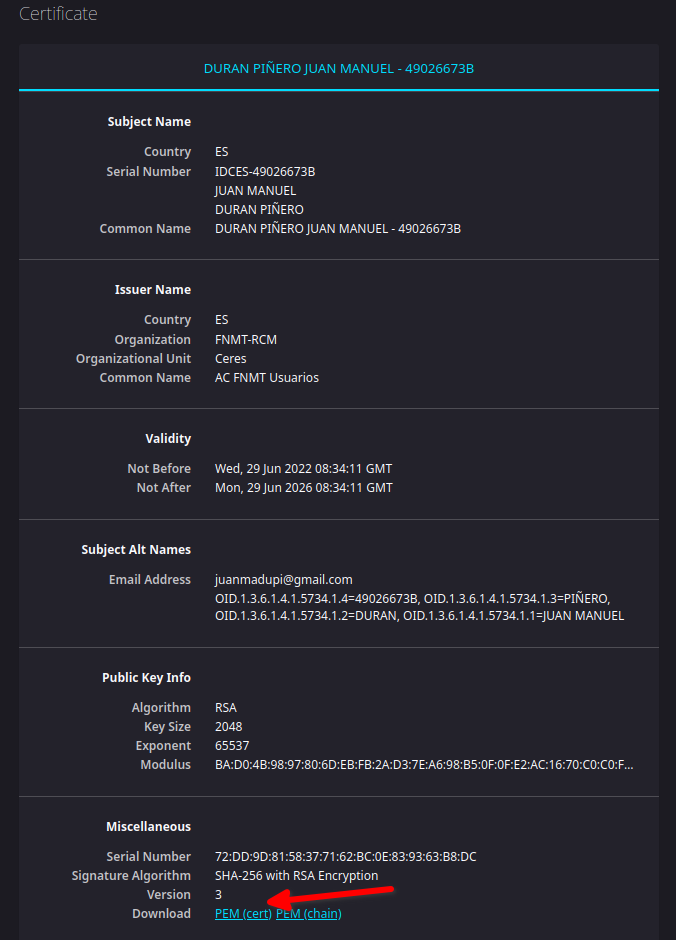 Certificate
DURAN PIÑERO JUAN MANUEL - 49026673B
Subject Name
Country ES
Serial Number IDCES-49026673B
JUAN MANUEL
DURAN PIÑERO
Common Name DURAN PIÑERO JUAN MANUEL - 49026673B
Issuer Name
Country ES
Organization FNMT-RCM
Organizational Unit Ceres
Common Name AC FNMT Usuarios
Validity
Not Before Wed, 29 Jun 2022 08:34:11 GMT
Not After Mon, 29 Jun 2026 08:34:11 GMT
Subject Alt Names
Email Address juanmadupi@gmail.com
OID.1.3.6.1.4.1.5734.1.4=49026673B, OID.1.3.6.1.4.1.5734.1.3=PIÑERO,
OID.1.3.6.1.4.1.5734.1.2=DURAN, OID.1.3.6.1.4.1.5734.1.1=JUAN MANUEL
Public Key Info
Algorithm RSA
Key Size 2048
Exponent 65537
Modulus BA:D0:4B:98:97:80:6D:EB:FB:2A:D3:7E:A6:98:B5:0F:0F:E2:AC:16:70:C0:C0:F...
Miscellaneous
Serial Number 72:DD:9D:81:58:37:71:62:BC:0E:83:93:63:B8:DC
Signature Algorithm SHA-256 with RSA Encryption
Version 3
Download PEM (cert) PEM (chain)